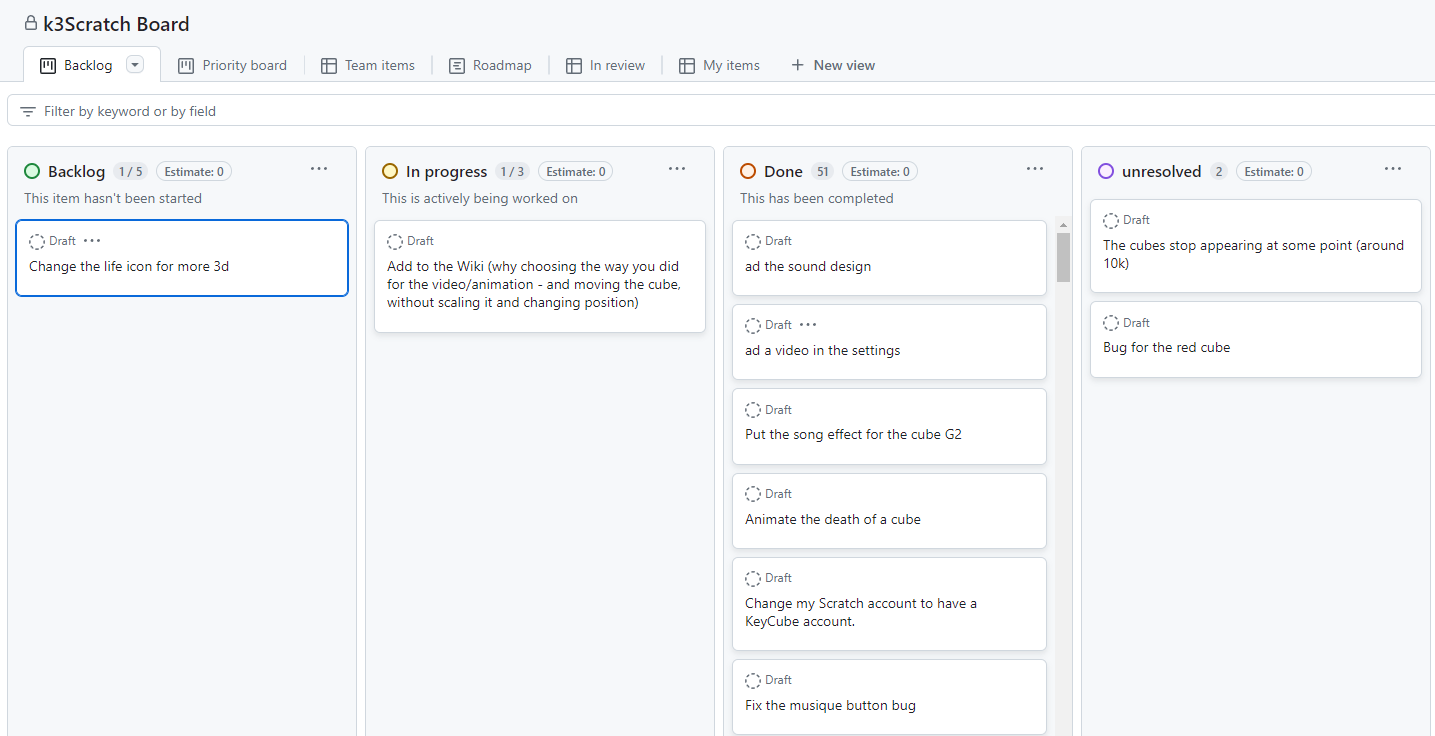 k3Scratch Board
Backlog
Priority board
Team items
Roadmap
In review
My items
New view
Filter by keyword or by field
Backlog 1 / 5 Estimate: 0
This item hasn't been started
Draft
Change the life icon for more 3d
In progress 1 / 3 Estimate: 0
This is actively being worked on
Draft
Add to the Wiki (why choosing the way you did
for the video/animation - and moving the cube,
without scaling it and changing position)
Done 51 Estimate: 0
This has been completed
Draft
ad the sound design
Draft
ad a video in the settings
Draft
Put the song effect for the cube G2
Draft
Animate the death of a cube
Draft
Change my Scratch account to have a
KeyCube account.
Draft
Fix the musique button bug
unresolved 2 Estimate: 0
Draft
The cubes stop appearing at some point (around
10k)
Draft
Bug for the red cube